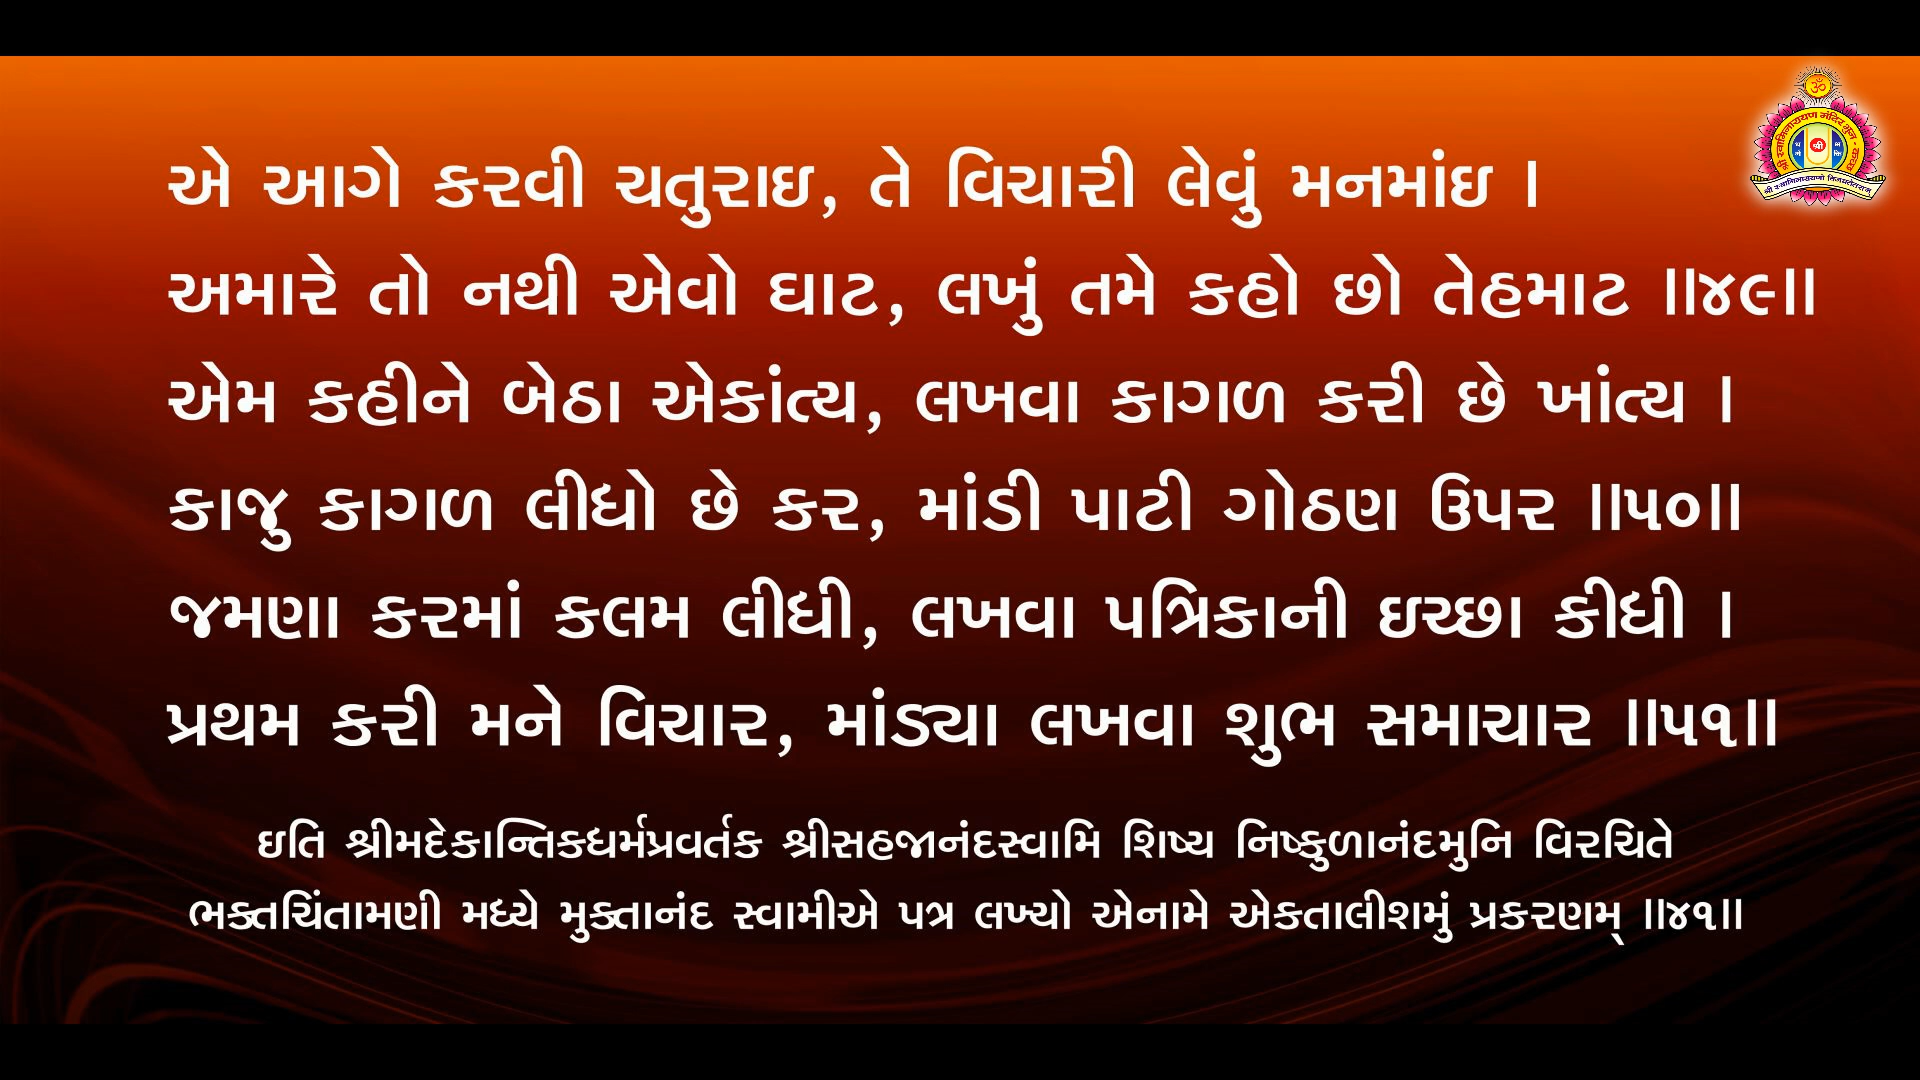 એ આગે કરવી ચતુરાઇ, તે વિચારી લેવું મનમાંઇ ।
અમારે તો નથી એવો ઘાટ, લખું તમે કહો છો તેહમાટ ॥૪૯॥
એમ કહીને બેઠા એકાંત્ય, લખવા કાગળ કરી છે ખાંત્ય ।
કાજુ કાગળ લીધો છે કર, માંડી પાટી ગોઠણ ઉપર ॥૫૦॥
જમણા કરમાં કલમ લીધી, લખવા પત્રિકાની ઇચ્છા કીધી ।
પ્રથમ કરી મને વિચાર, માંડ્યા લખવા શુભ સમાચાર ॥૫૧॥
ઇતિ શ્રીમદેકાન્તિકધર્મપ્રવર્તક શ્રીસહજાનંદસ્વામિ શિષ્ય નિષ્કુળાનંદમુનિ વિરચિતે
ભક્તચિંતામણી મધ્યે મુક્તાનંદ સ્વામીએ પત્ર લખ્યો એનામે એકતાલીશમું પ્રકરણમ્ ॥૪૧॥